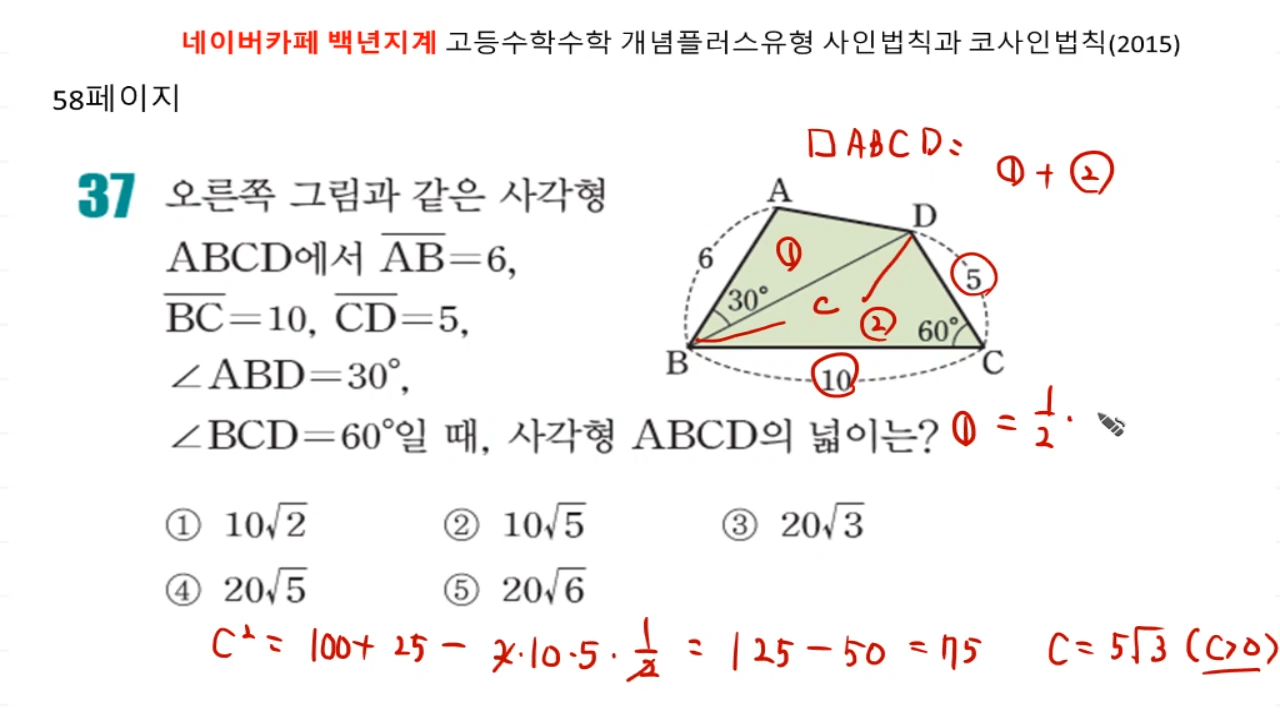 네이버카페 백년지계 고등수학수학 개념플러스유형 사인법칙과 코사인법칙(2015)
58페이지
□ABCD= ① + ②
37 오른쪽 그림과 같은 사각형
ABCD에서 \overline{AB}=6,
\overline{BC}=10, \overline{CD}=5,
∠ABD=30°,
∠BCD=60°일 때, 사각형 ABCD의 넓이는?
A
D
6
①
5
30°
C
②
60°
B
C
10
① = 1/2 ·
① 10√2 ② 10√5 ③ 20√3
④ 20√5 ⑤ 20√6
C² = 100+ 25 - 2·10·5·1/2 = 125-50 = 75 C= 5√3 (C>0)